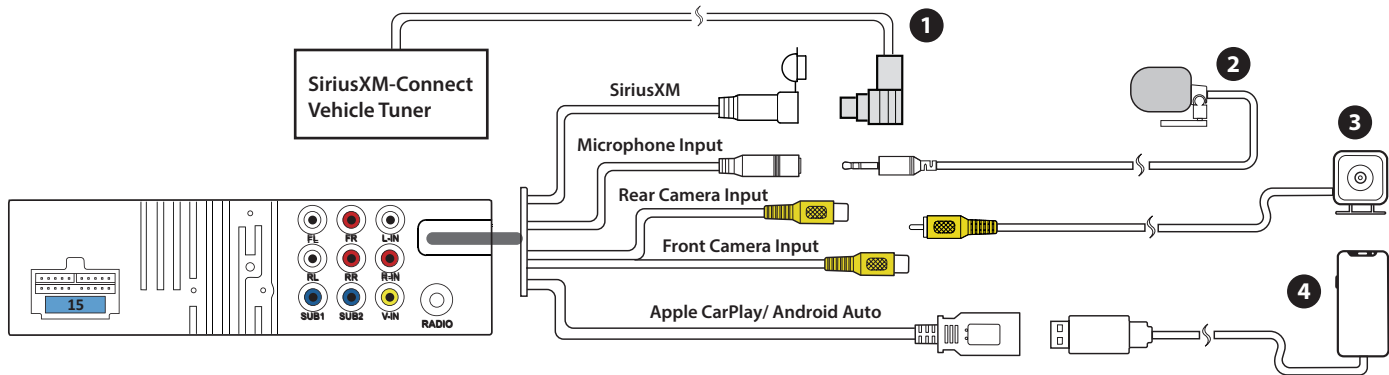 1
SiriusXM-Connect
Vehicle Tuner
2
SiriusXM
3
Microphone Input
Rear Camera Input
FL FR L-IN
Front Camera Input
RL RR R-IN
4
15
SUB1 SUB2 V-IN
RADIO
Apple CarPlay/ Android Auto